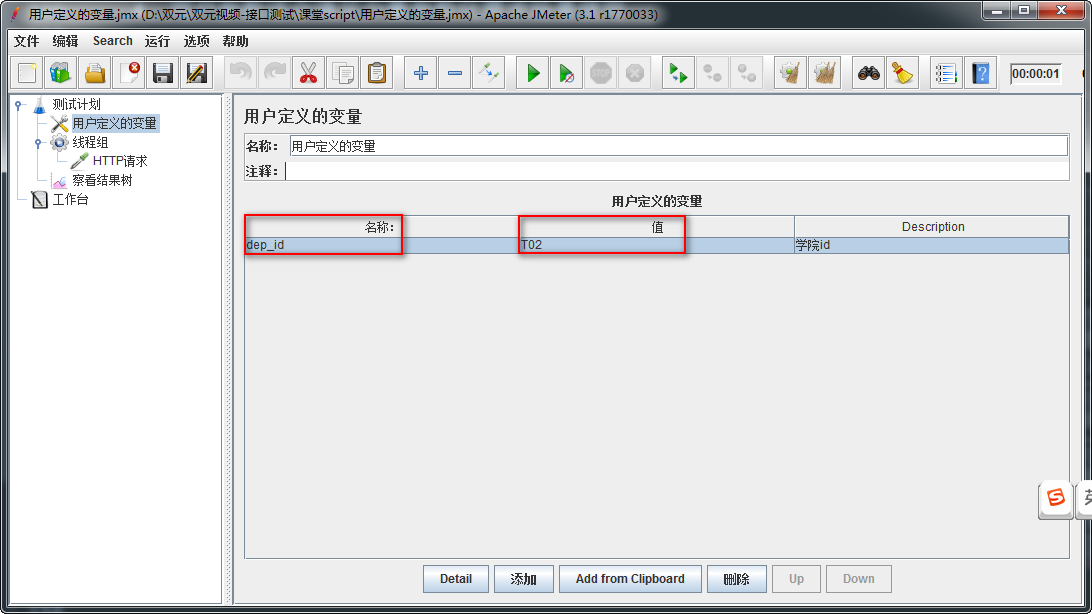 用户定义的变量.jmx (D:\双元\双元视频-接口测试\课堂script\用户定义的变量.jmx) - Apache JMeter (3.1 r1770033)
文件 编辑 Search 运行 选项 帮助
STOP
00:00:01
测试计划
用户定义的变量
线程组
HTTP请求
察看结果树
工作台
用户定义的变量
名称: 用户定义的变量
注释:
用户定义的变量
名称: 值 Description
dep_id T02 学院id
英
Detail 添加 Add from Clipboard 删除 Up Down